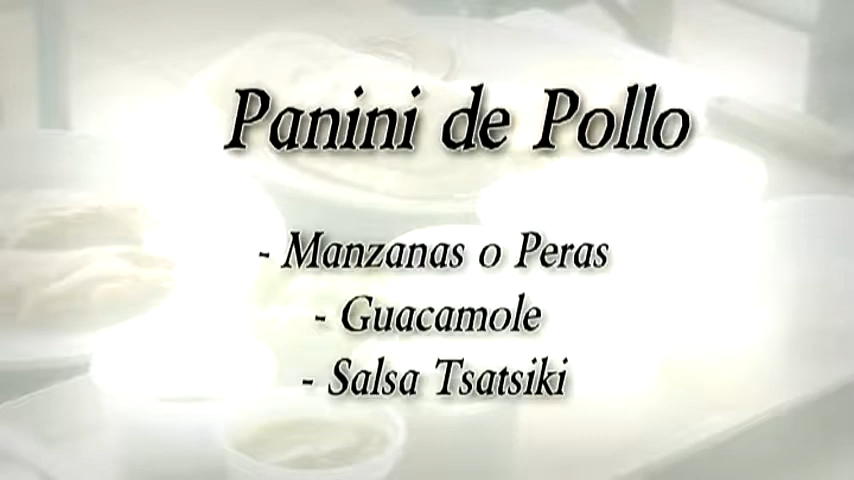 Panini de Pollo
- Manzanas o Peras
- Guacamole
- Salsa Tsatsiki